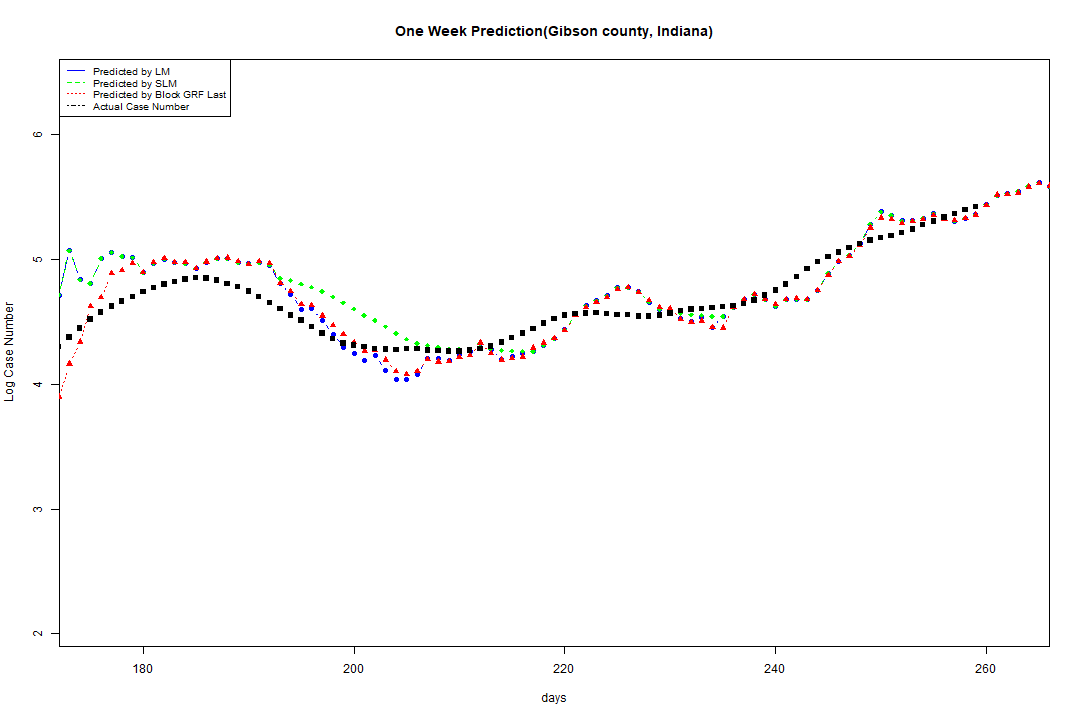 One Week Prediction(Gibson county, Indiana)
Predicted by LM
Predicted by SLM
Predicted by Block GRF Last
Actual Case Number
6
5
4
3
2
Log Case Number
180 200 220 240 260
days